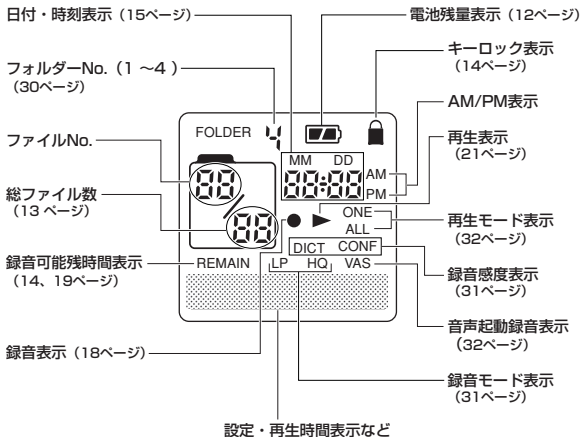 日付・時刻表示（15ページ）
電池残量表示（12ページ）
キーロック表示
（14ページ）
フォルダーNo.（1 ～4 ）
（30ページ）
AM/PM表示
再生表示
（21ページ）
ファイルNo.
総ファイル数
（13 ページ）
再生モード表示
（32ページ）
録音可能残時間表示
（14、19ページ）
録音感度表示
（31ページ）
音声起動録音表示
（32ページ）
録音表示（18ページ）
録音モード表示
（31ページ）
設定・再生時間表示など
FOLDER 4
MM DD
88 88:88 AM
PM
88
ONE
ALL
DICT CONF
REMAIN LP HQ VAS